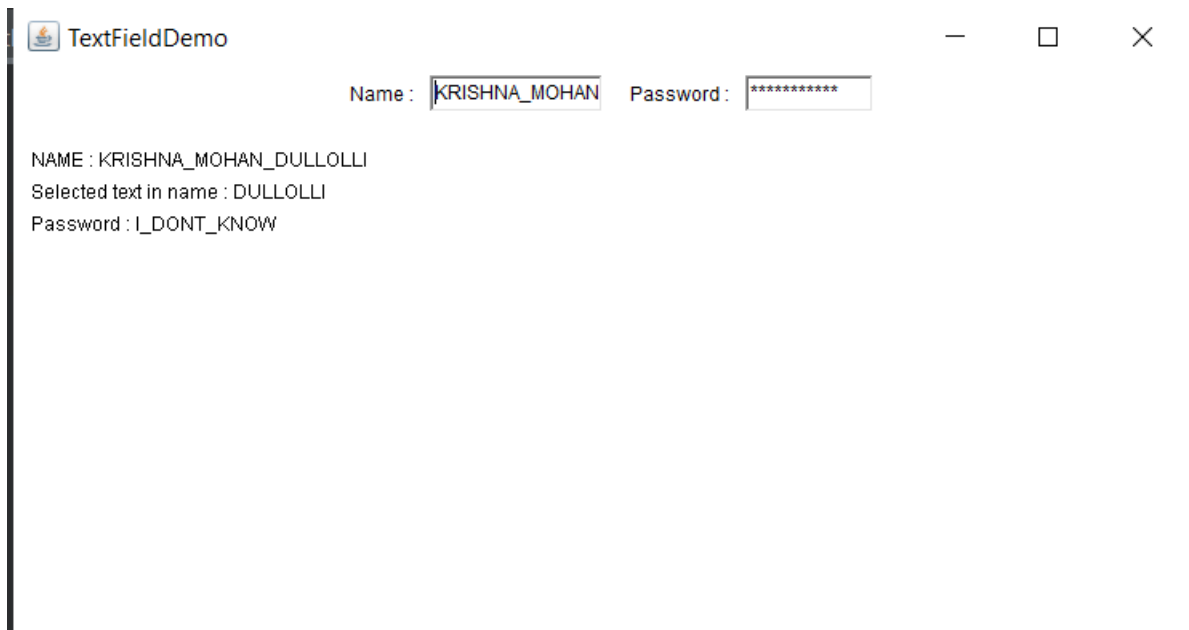 TextFieldDemo
Name : KRISHNA_MOHAN Password : ***********
NAME : KRISHNA_MOHAN_DULLOLLI
Selected text in name : DULLOLLI
Password : I_DONT_KNOW